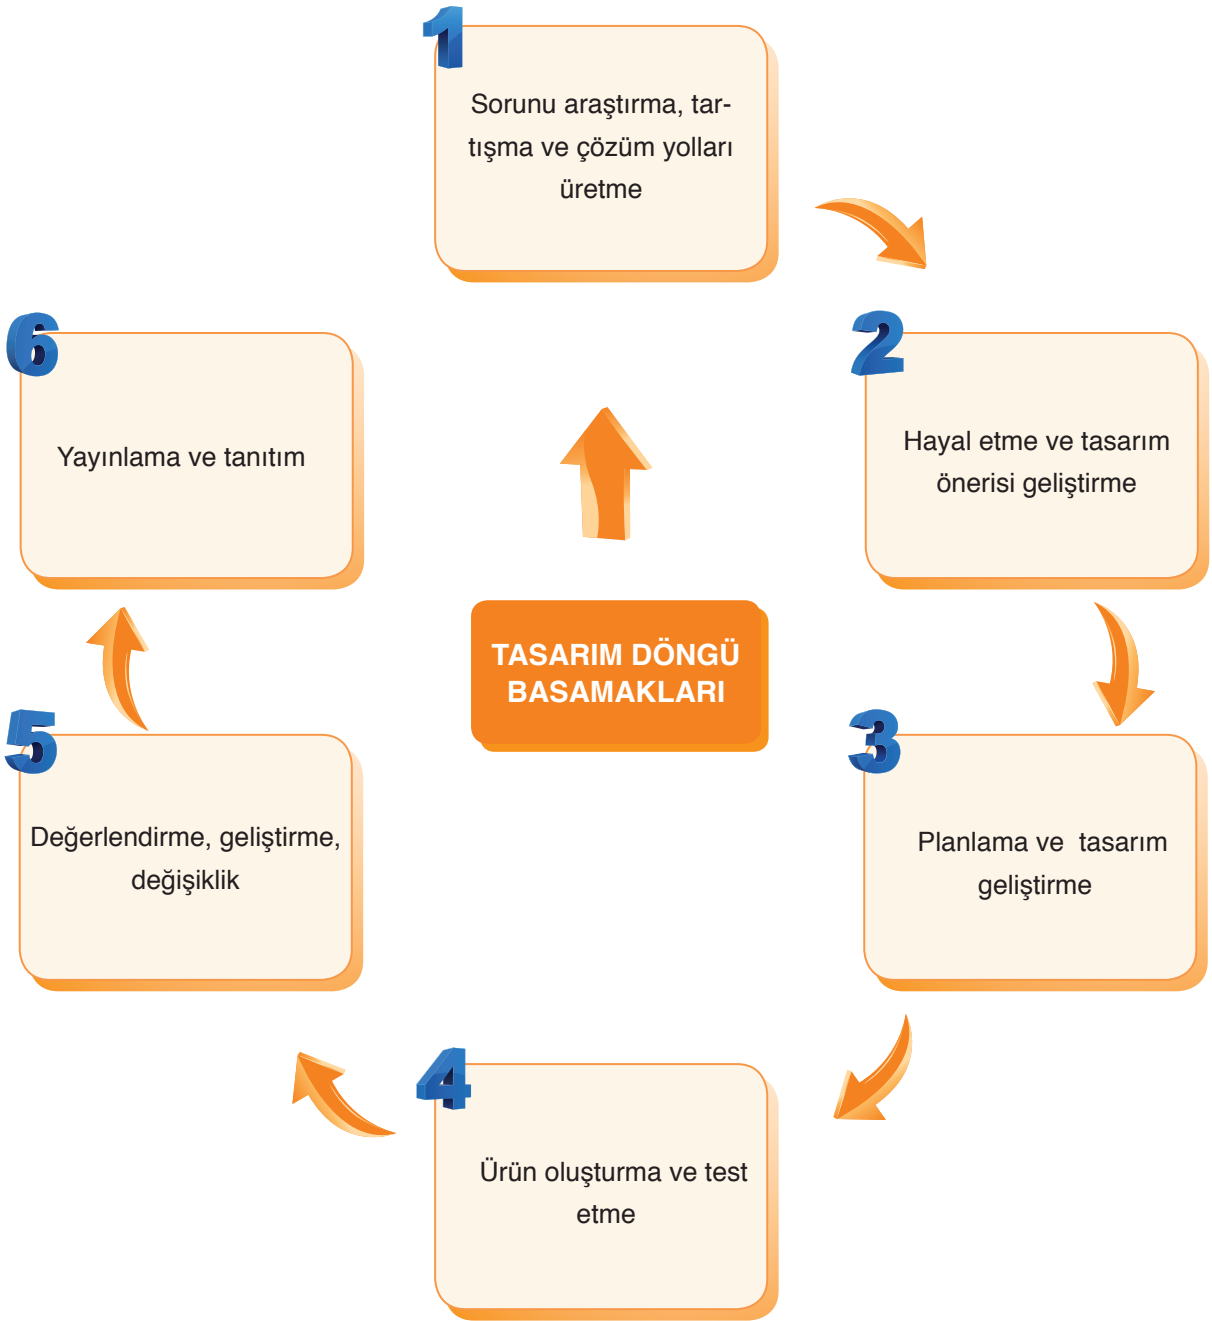 1
Sorunu araştırma, tar-
tışma ve çözüm yolları
üretme
2
Hayal etme ve tasarım
önerisi geliştirme
3
Planlama ve  tasarım
geliştirme
4
Ürün oluşturma ve test
etme
5
Değerlendirme, geliştirme,
değişiklik
6
Yayınlama ve tanıtım
TASARIM DÖNGÜ
BASAMAKLARI